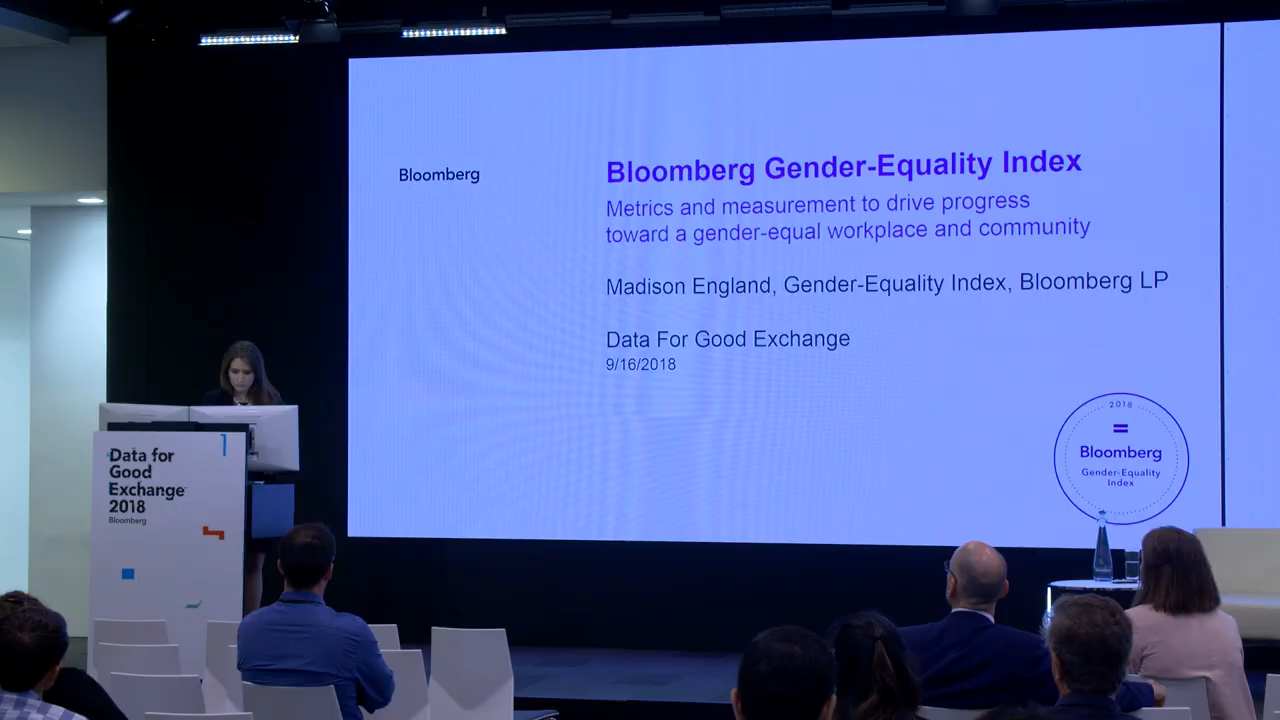 Bloomberg
Bloomberg Gender-Equality Index
Metrics and measurement to drive progress
toward a gender-equal workplace and community
Madison England, Gender-Equality Index, Bloomberg LP
Data For Good Exchange
9/16/2018
2018
Bloomberg
Gender-Equality
Index
Data for
Good
Exchange
2018
Bloomberg